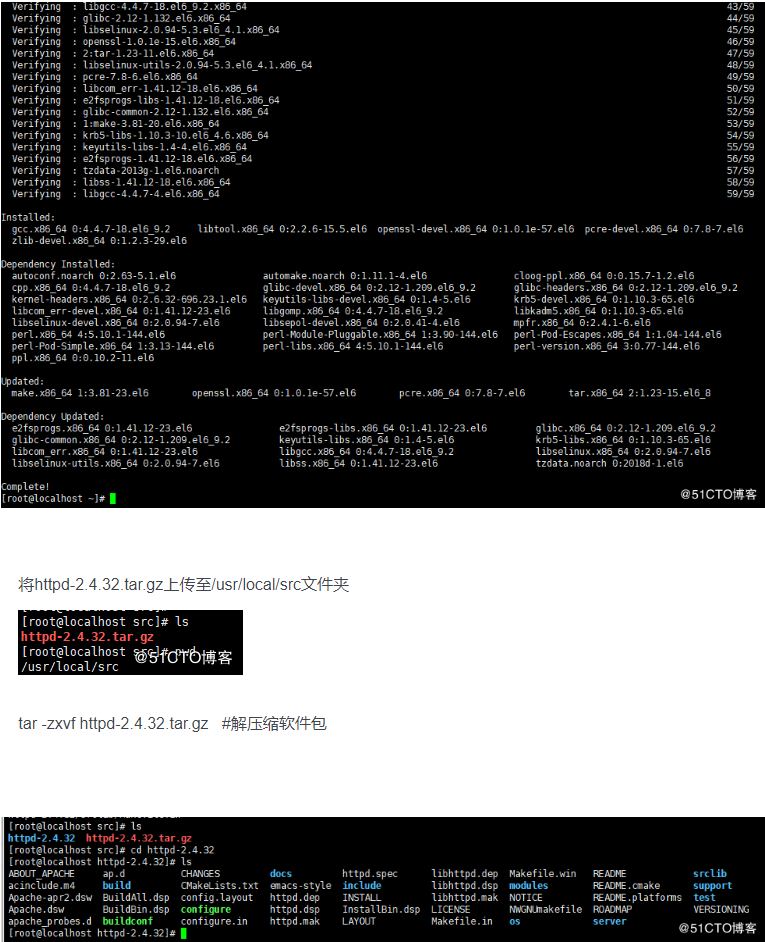 Verifying : libgcc-4.4.7-18.el6_9.2.x86_64 43/59
Verifying : glibc-2.12-1.132.el6.x86_64 44/59
Verifying : libselinux-2.0.94-5.3.el6_4.1.x86_64 45/59
Verifying : openssl-1.0.1e-15.el6.x86_64 46/59
Verifying : 2:tar-1.23-11.el6.x86_64 47/59
Verifying : libselinux-utils-2.0.94-5.3.el6_4.1.x86_64 48/59
Verifying : pcre-7.8-6.el6.x86_64 49/59
Verifying : libcom_err-1.41.12-18.el6.x86_64 50/59
Verifying : e2fsprogs-libs-1.41.12-18.el6.x86_64 51/59
Verifying : glibc-common-2.12-1.132.el6.x86_64 52/59
Verifying : 1:make-3.81-20.el6.x86_64 53/59
Verifying : krb5-libs-1.10.3-10.el6_4.6.x86_64 54/59
Verifying : keyutils-libs-1.4-4.el6.x86_64 55/59
Verifying : e2fsprogs-1.41.12-18.el6.x86_64 56/59
Verifying : tzdata-2013g-1.el6.noarch 57/59
Verifying : libss-1.41.12-18.el6.x86_64 58/59
Verifying : libgcc-4.4.7-4.el6.x86_64 59/59
Installed:
gcc.x86_64 0:4.4.7-18.el6_9.2 libtool.x86_64 0:2.2.6-15.5.el6 openssl-devel.x86_64 0:1.0.1e-57.el6 pcre-devel.x86_64 0:7.8-7.el6
zlib-devel.x86_64 0:1.2.3-29.el6
Dependency Installed:
autoconf.noarch 0:2.63-5.1.el6 automake.noarch 0:1.11.1-4.el6 cloog-ppl.x86_64 0:0.15.7-1.2.el6
cpp.x86_64 0:4.4.7-18.el6_9.2 glibc-devel.x86_64 0:2.12-1.209.el6_9.2 glibc-headers.x86_64 0:2.12-1.209.el6_9.2
kernel-headers.x86_64 0:2.6.32-696.23.1.el6 keyutils-libs-devel.x86_64 0:1.4-5.el6 krb5-devel.x86_64 0:1.10.3-65.el6
libcom_err-devel.x86_64 0:1.41.12-23.el6 libgomp.x86_64 0:4.4.7-18.el6_9.2 libkadm5.x86_64 0:1.10.3-65.el6
libselinux-devel.x86_64 0:2.0.94-7.el6 libsepol-devel.x86_64 0:2.0.41-4.el6 mpfr.x86_64 0:2.4.1-6.el6
perl.x86_64 4:5.10.1-144.el6 perl-Module-Pluggable.x86_64 1:3.90-144.el6 perl-Pod-Escapes.x86_64 1:1.04-144.el6
perl-Pod-Simple.x86_64 1:3.13-144.el6 perl-libs.x86_64 4:5.10.1-144.el6 perl-version.x86_64 3:0.77-144.el6
ppl.x86_64 0:0.10.2-11.el6
Updated:
make.x86_64 1:3.81-23.el6 openssl.x86_64 0:1.0.1e-57.el6 pcre.x86_64 0:7.8-7.el6 tar.x86_64 2:1.23-15.el6_8
Dependency Updated:
e2fsprogs.x86_64 0:1.41.12-23.el6 e2fsprogs-libs.x86_64 0:1.41.12-23.el6 glibc.x86_64 0:2.12-1.209.el6_9.2
glibc-common.x86_64 0:2.12-1.209.el6_9.2 keyutils-libs.x86_64 0:1.4-5.el6 krb5-libs.x86_64 0:1.10.3-65.el6
libcom_err.x86_64 0:1.41.12-23.el6 libgcc.x86_64 0:4.4.7-18.el6_9.2 libselinux.x86_64 0:2.0.94-7.el6
libselinux-utils.x86_64 0:2.0.94-7.el6 libss.x86_64 0:1.41.12-23.el6 tzdata.noarch 0:2018d-1.el6
Complete!
[root@localhost ~]#
@51CTO博客
将httpd-2.4.32.tar.gz上传至/usr/local/src文件夹
[root@localhost src]# ls
httpd-2.4.32.tar.gz
[root@localhost src]# pwd
@51CTO博客
/usr/local/src
tar -zxvf httpd-2.4.32.tar.gz #解压缩软件包
[root@localhost src]# ls
httpd-2.4.32 httpd-2.4.32.tar.gz
[root@localhost src]# cd httpd-2.4.32
[root@localhost httpd-2.4.32]# ls
ABOUT_APACHE ap.d CHANGES docs httpd.spec libhttpd.dep Makefile.win README srclib
acinclude.m4 build CMakeLists.txt emacs-style include libhttpd.dsp modules README.cmake support
Apache-apr2.dsw BuildAll.dsp config.layout httpd.dep INSTALL libhttpd.mak NOTICE README.platforms test
Apache.dsw BuildBin.dsp configure httpd.dsp InstallBin.dsp LICENSE NWGNUmakefile ROADMAP VERSIONING
apache_probes.d buildconf configure.in httpd.mak LAYOUT Makefile.in os server
[root@localhost httpd-2.4.32]#
@51CTO博客